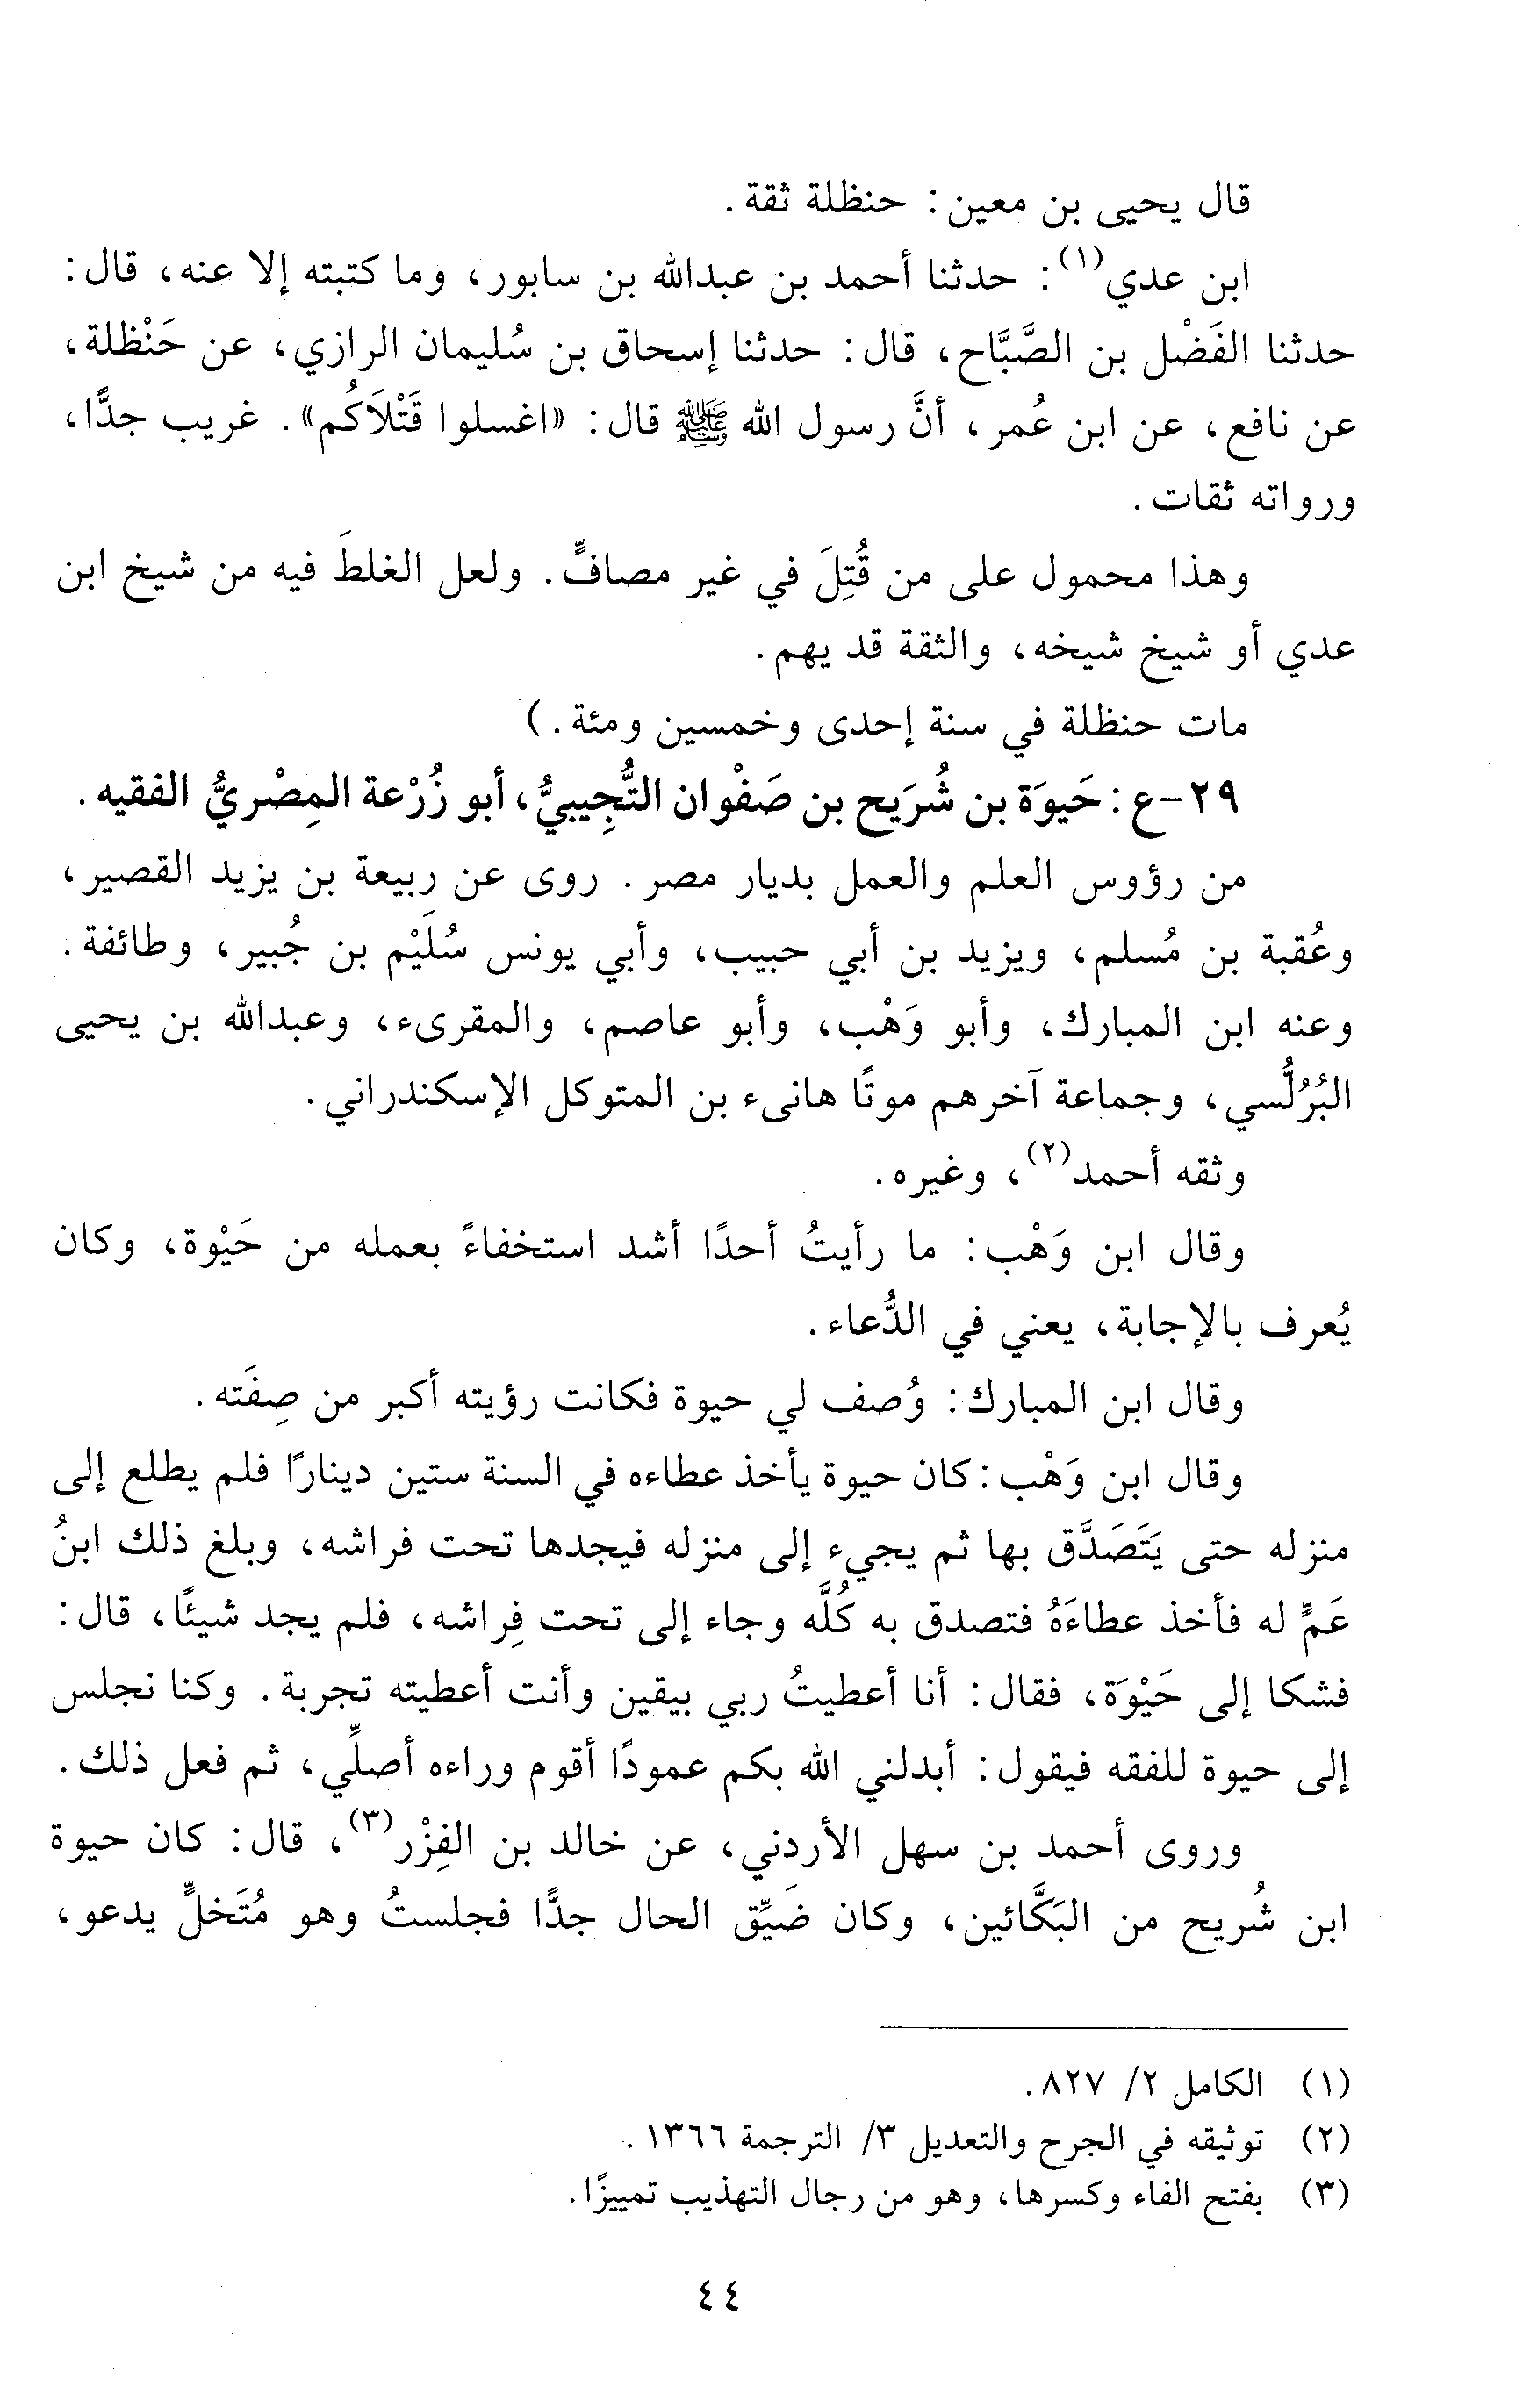 قال يحيى بن معين: حنظلة ثقة.
ابن عدي(١): حدثنا أحمد بن عبدالله بن سابور، وما كتبته إلا عنه، قال:
حدثنا الفَضْل بن الصَّبَّاح، قال: حدثنا إسحاق بن سُليمان الرازي، عن حَنْظلة،
عن نافع، عن ابن عُمر، أنَّ رسول الله ﷺ قال: «اغسلوا قَتْلَاكُم». غريب جدًّا،
ورواته ثقات.
وهذا محمول على من قُتِلَ في غير مصافٍّ. ولعل الغلطَ فيه من شيخ ابن
عدي أو شيخ شيخه، والثقة قد يهم.
مات حنظلة في سنة إحدى وخمسين ومئة.)
٢٩-ع: حَيوَة بن شُرَيح بن صَفْوان التُّجِيبيُّ، أبو زُرْعة المِصْريُّ الفقيه.
من رؤوس العلم والعمل بديار مصر. روى عن ربيعة بن يزيد القصير،
وعُقبة بن مُسلم، ويزيد بن أبي حبيب، وأبي يونس سُلَيْم بن جُبير، وطائفة.
وعنه ابن المبارك، وأبو وَهْب، وأبو عاصم، والمقرىء، وعبدالله بن يحيى
البُرُلُّسي، وجماعة آخرهم موتًا هانىء بن المتوكل الإسكندراني.
وثقه أحمد(٢)، وغيره.
وقال ابن وَهْب: ما رأيتُ أحدًا أشد استخفاءً بعمله من حَيْوة، وكان
يُعرف بالإجابة، يعني في الدُّعاء.
وقال ابن المبارك: وُصف لي حيوة فكانت رؤيته أكبر من صِفَته.
وقال ابن وَهْب: كان حيوة يأخذ عطاءه في السنة ستين دينارًا فلم يطلع إلى
منزله حتى يَتَصَدَّق بها ثم يجيء إلى منزله فيجدها تحت فراشه، وبلغ ذلك ابنُ
عَمٍّ له فأخذ عطاءَهُ فتصدق به كُلَّه وجاء إلى تحت فِراشه، فلم يجد شيئًا، قال:
فشكا إلى حَيْوَة، فقال: أنا أعطيتُ ربي بيقين وأنت أعطيته تجربة. وكنا نجلس
إلى حيوة للفقه فيقول: أبدلني الله بكم عمودًا أقوم وراءه أصلِّي، ثم فعل ذلك.
وروى أحمد بن سهل الأردني، عن خالد بن الفِزْر(٣)، قال: كان حيوة
ابن شُريح من البَكَّائين، وكان ضَيِّق الحال جدًّا فجلستُ وهو مُتَخلٍّ يدعو،
(١) الكامل ٢/ ٨٢٧.
(٢) توثيقه في الجرح والتعديل ٣/ الترجمة ١٣٦٦.
(٣) بفتح الفاء وكسرها، وهو من رجال التهذيب تمييزًا.
٤٤